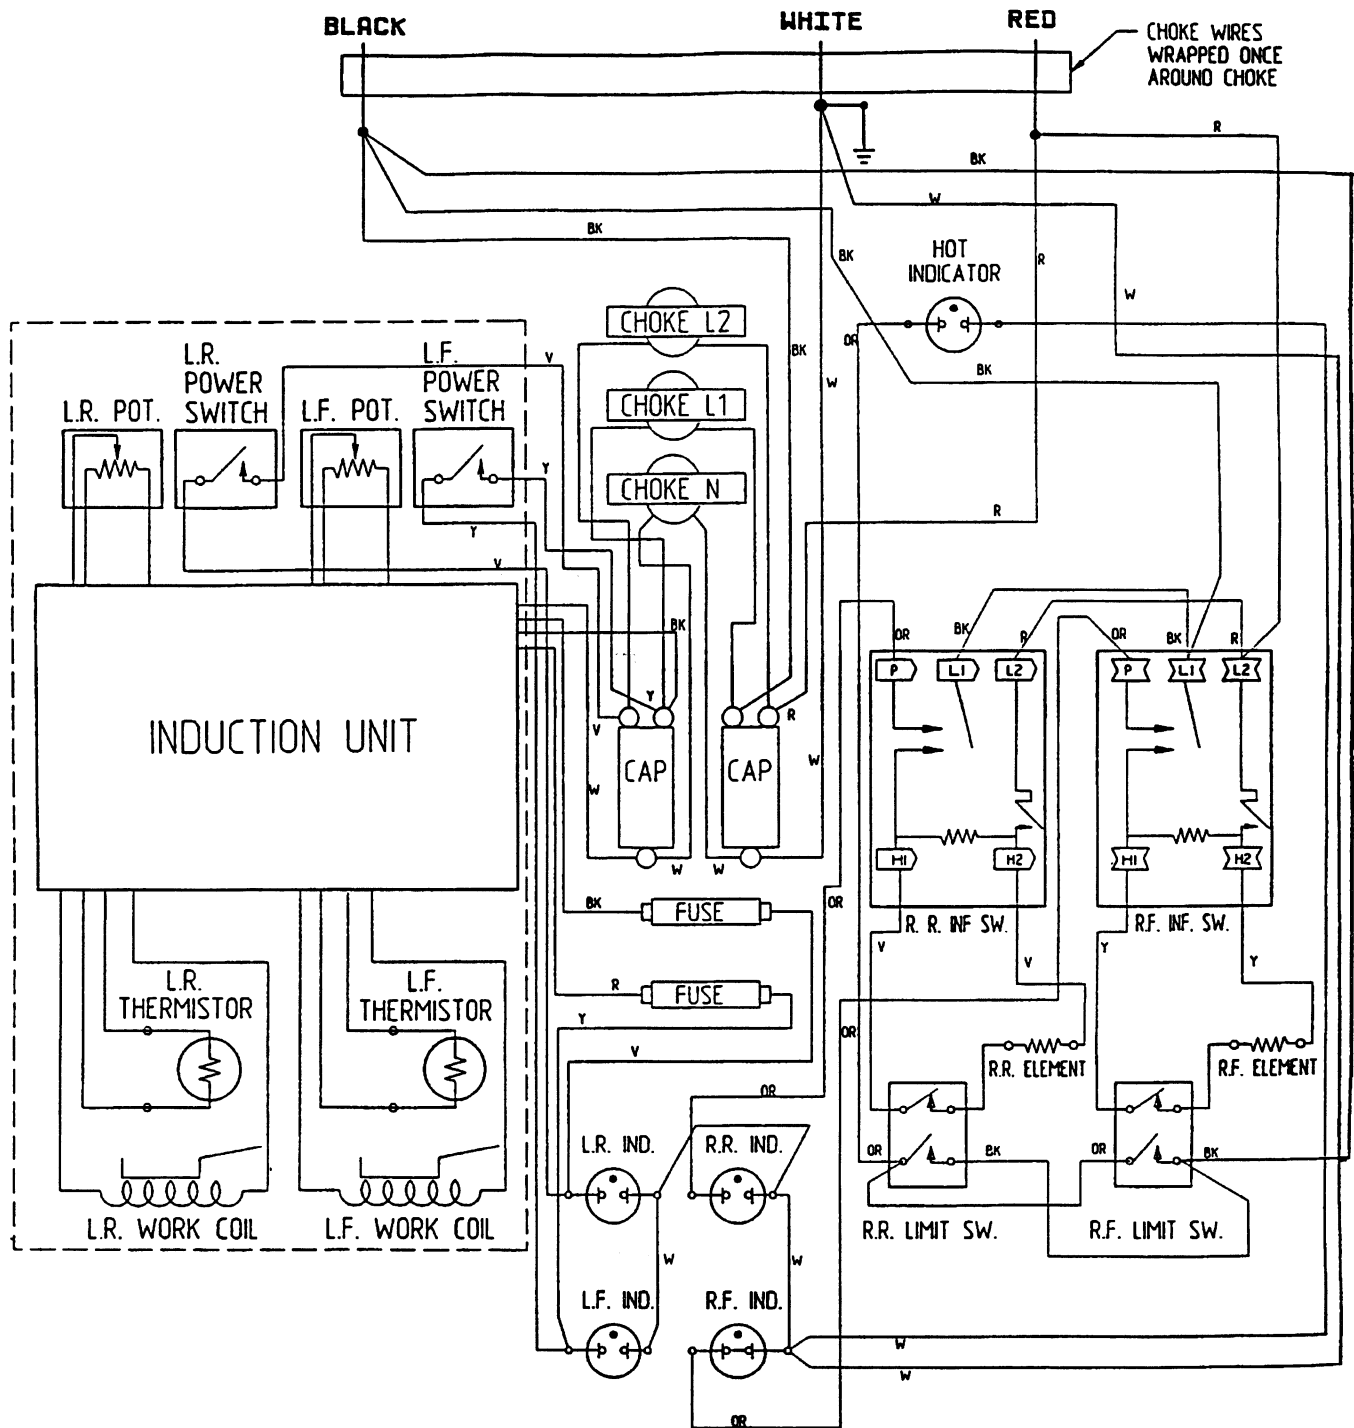 BLACK
WHITE
RED
CHOKE WIRES
WRAPPED ONCE
AROUND CHOKE
R
BK
W
BK
BK
HOT
INDICATOR
R
W
CHOKE L2
OR
BK
W
BK
L.R.
POWER
SWITCH
L.F.
POWER
SWITCH
V
L.R. POT.
L.F. POT.
CHOKE L1
Y
CHOKE N
R
Y
V
BK
OR
BK
R
OR
BK
R
P
L1
L2
P
L1
L2
Y
R
V
INDUCTION UNIT
CAP
CAP
W
W
W
W
H1
H2
H1
H2
BK
FUSE
OR
R. R. INF SW.
R.F. INF. SW.
V
V
Y
Y
L.R.
THERMISTOR
L.F.
THERMISTOR
R
FUSE
Y
V
OR
OR
R.R. ELEMENT
R.F. ELEMENT
L.R. IND.
R.R. IND.
OR
BK
OR
BK
L.R. WORK COIL
L.F. WORK COIL
R.R. LIMIT SW.
R.F. LIMIT SW.
W
W
L.F. IND.
R.F. IND.
W
W
OR